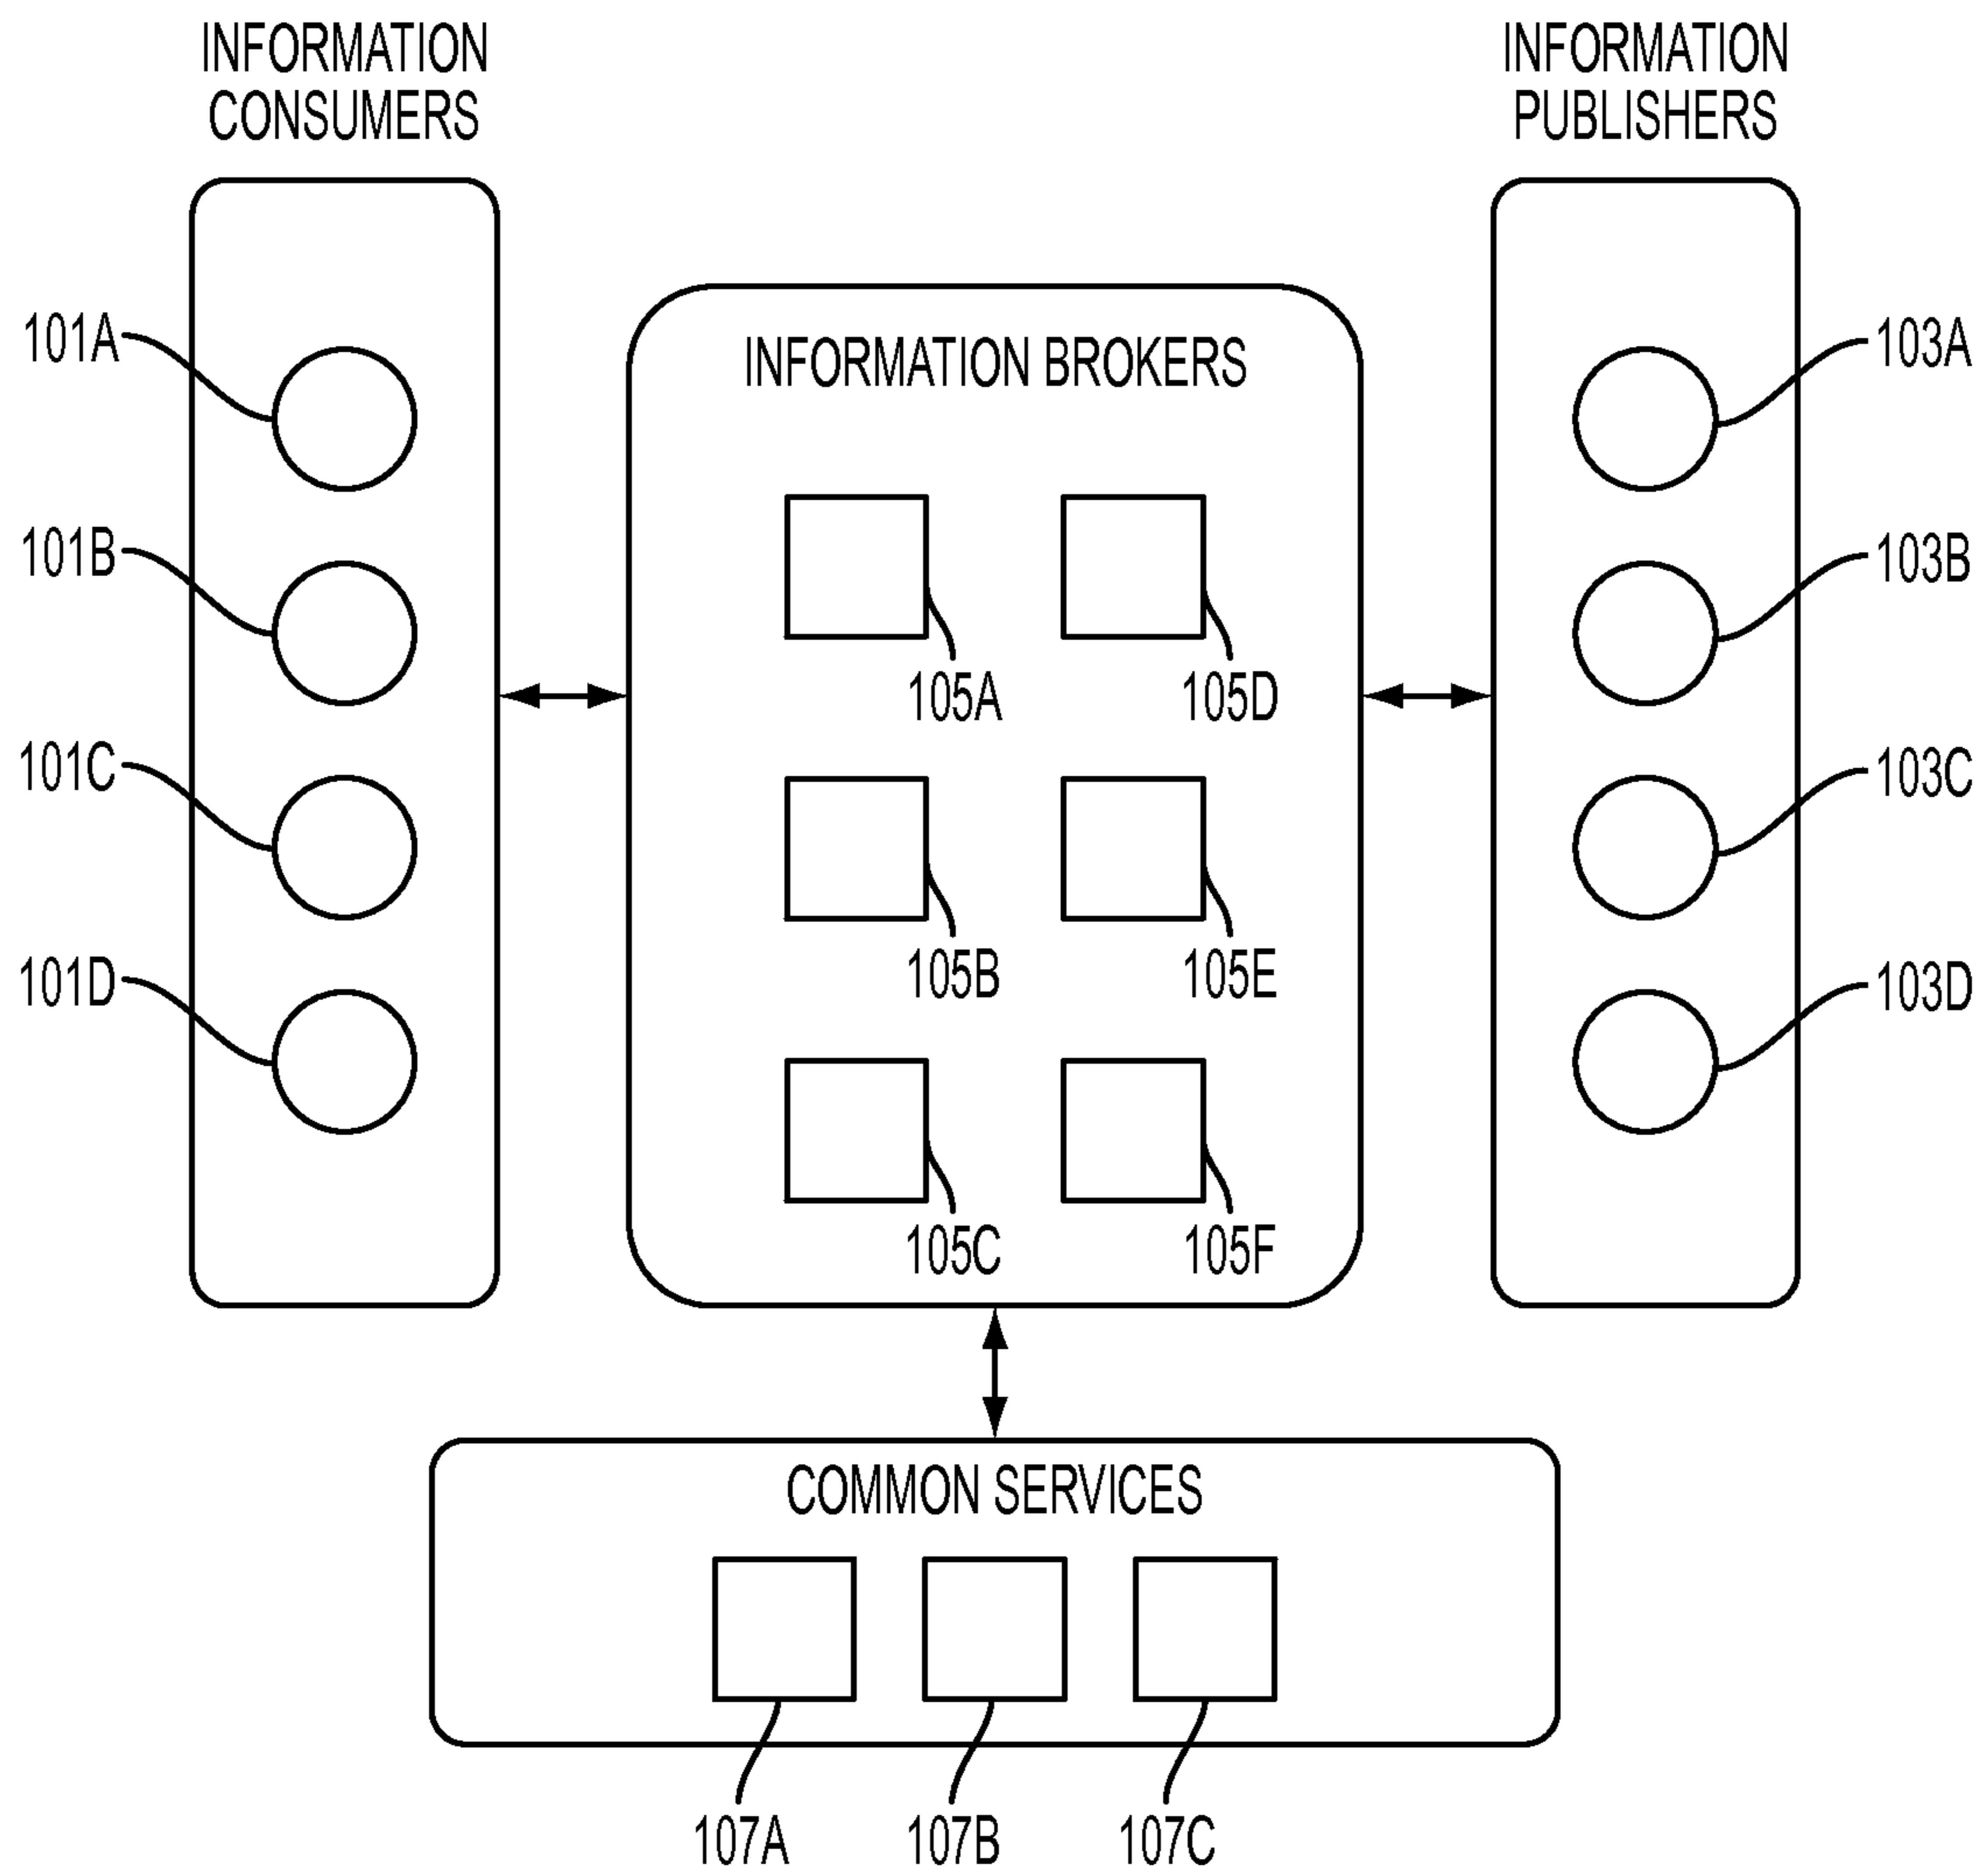 INFORMATION
CONSUMERS
INFORMATION
PUBLISHERS
101A
101B
101C
101D
INFORMATION BROKERS
105A
105D
105B
105E
105C
105F
103A
103B
103C
103D
COMMON SERVICES
107A
107B
107C